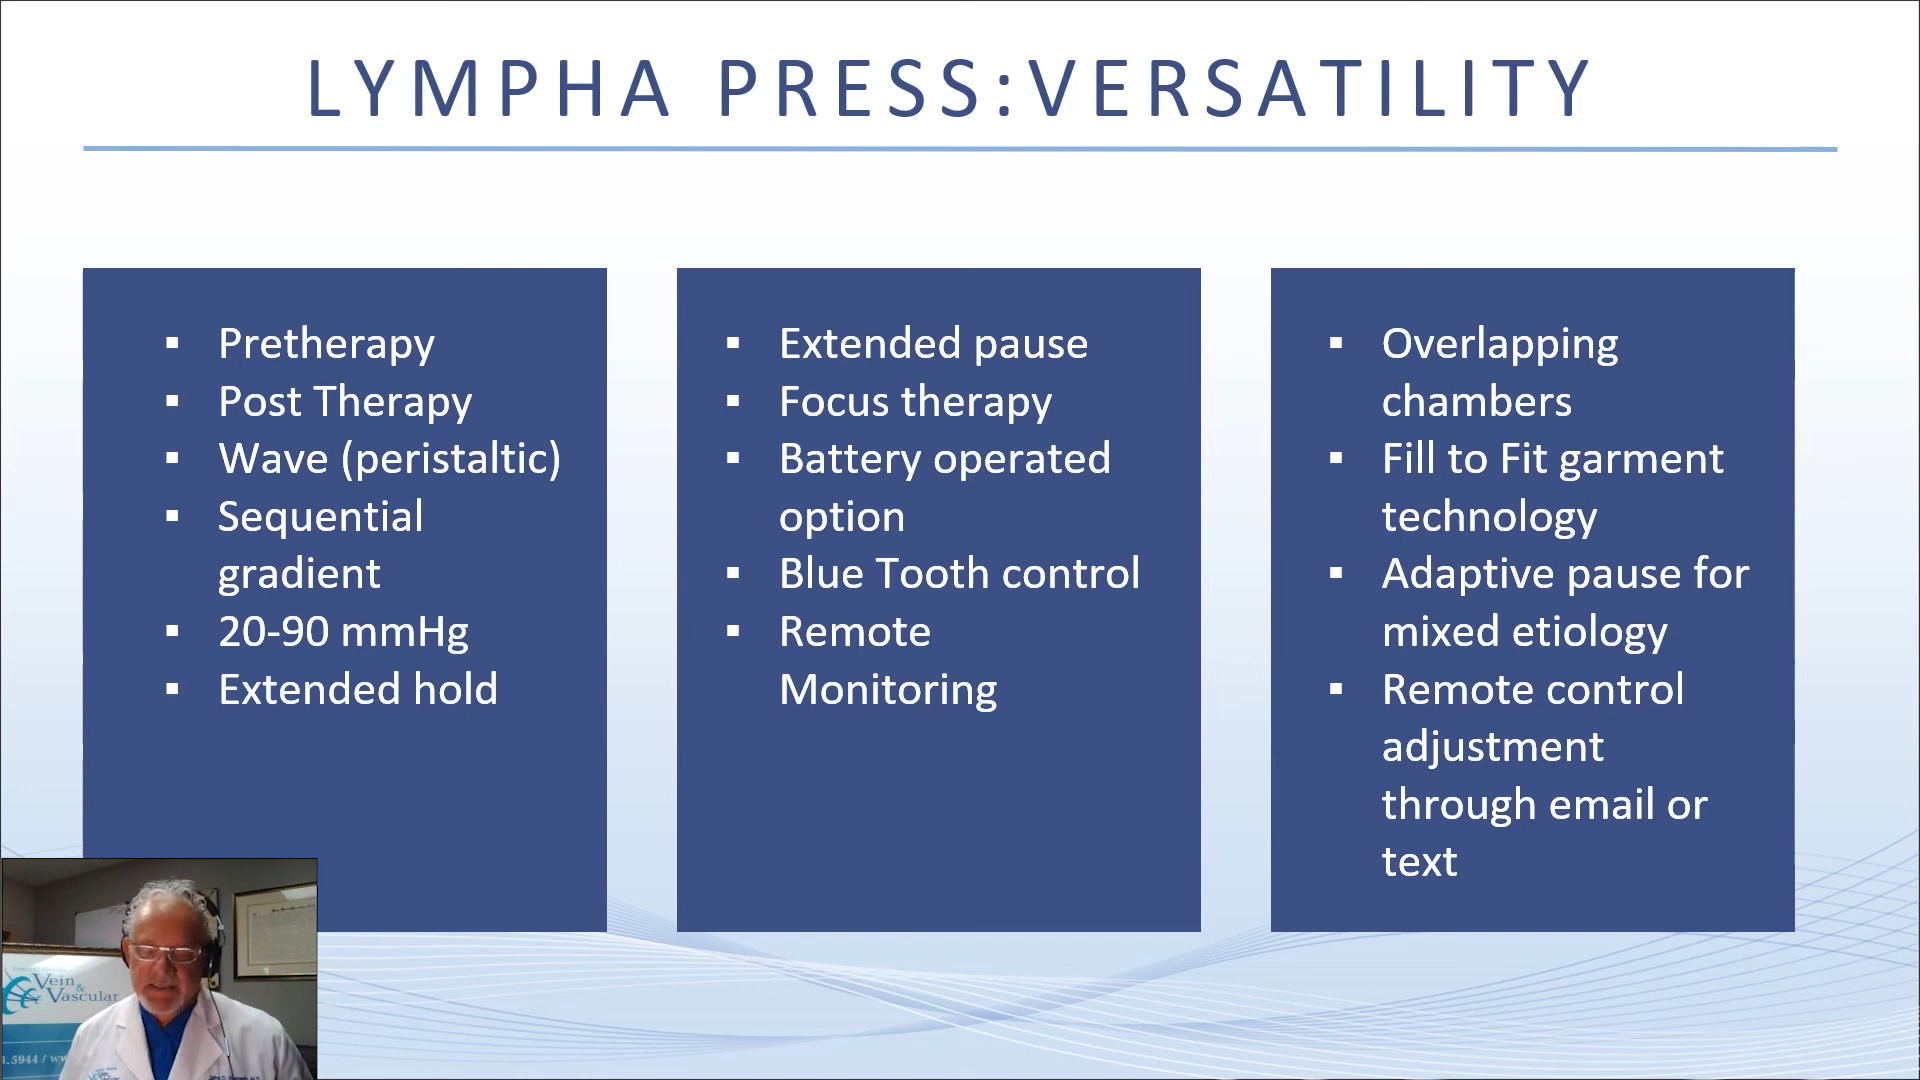 LYMPHA PRESS:VERSATILITY
▪ Pretherapy
▪ Post Therapy
▪ Wave (peristaltic)
▪ Sequential
gradient
▪ 20-90 mmHg
▪ Extended hold
▪ Extended pause
▪ Focus therapy
▪ Battery operated
option
▪ Blue Tooth control
▪ Remote
Monitoring
▪ Overlapping
chambers
▪ Fill to Fit garment
technology
▪ Adaptive pause for
mixed etiology
▪ Remote control
adjustment
through email or
text
Vein
&
Vascular
.5944 / ww